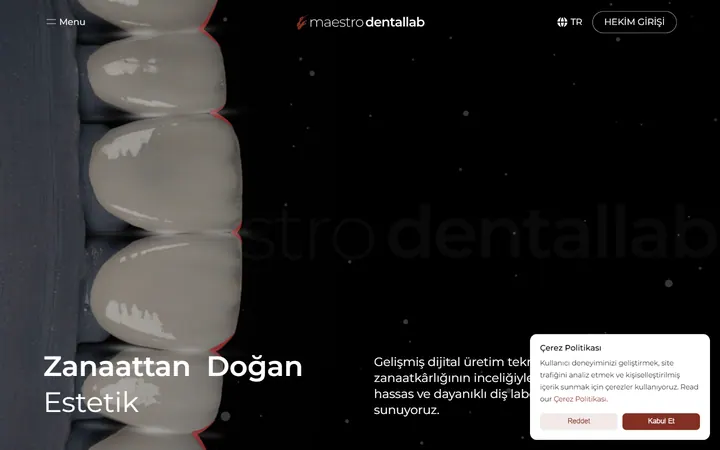 Menu
maestro dentallab
TR
HEKİM GİRİŞİ
stro dentallab
Zanaattan Doğan
Estetik
Gelişmiş dijital üretim
zanaatkârlığının inceliğiyle
hassas ve dayanıklı diş
sunuyoruz.
Çerez Politikası
Kullanıcı deneyiminizi geliştirmek, site
trafiğini analiz etmek ve kişiselleştirilmiş
içerik sunmak için çerezler kullanıyoruz. Read
our Çerez Politikası.
Reddet
Kabul Et